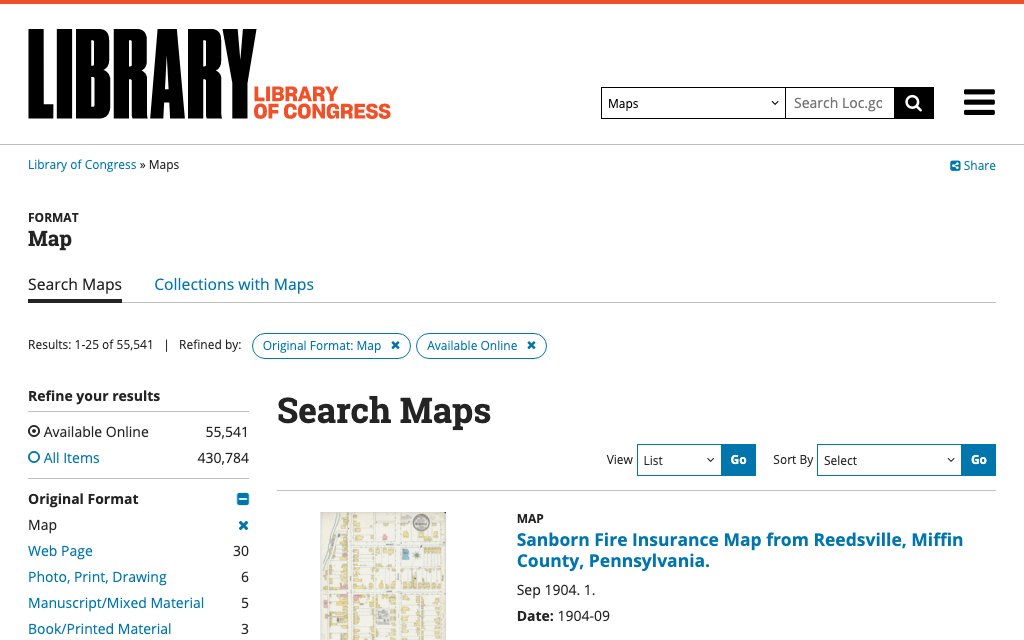 LIBRARY
LIBRARY
OF CONGRESS
Maps
Search Loc.gc
Library of Congress » Maps
Share
FORMAT
Map
Search Maps
Collections with Maps
Results: 1-25 of 55,541 | Refined by: Original Format: Map Available Online
Refine your results
Available Online 55,541
All Items 430,784
Original Format
Map
Web Page 30
Photo, Print, Drawing 6
Manuscript/Mixed Material 5
Book/Printed Material 3
Search Maps
View List Go Sort By Select Go
MAP
Sanborn Fire Insurance Map from Reedsville, Miffin
County, Pennsylvania.
Sep 1904. 1.
Date: 1904-09